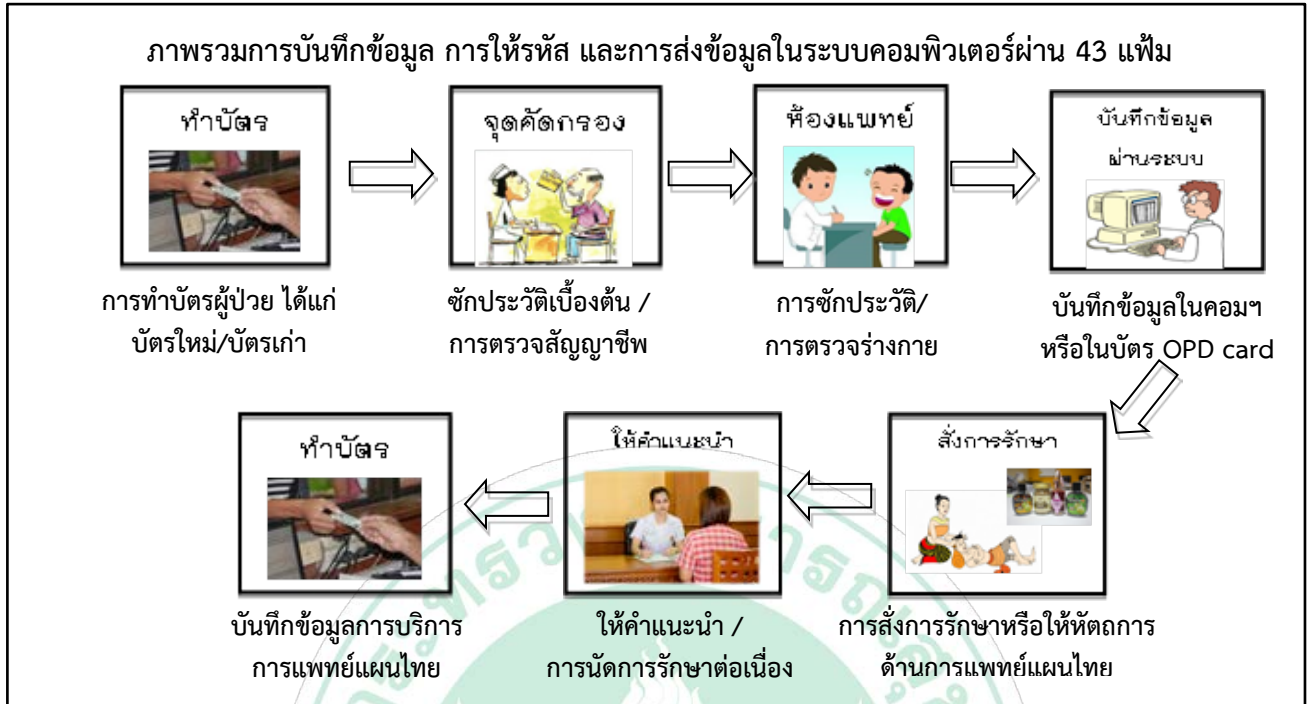 ภาพรวมการบันทึกข้อมูล การให้รหัส และการส่งข้อมูลในระบบคอมพิวเตอร์ผ่าน 43 แฟ้ม
ทำบัตร
การทำบัตรผู้ป่วย ได้แก่
บัตรใหม่/บัตรเก่า
จุดคัดกรอง
ซักประวัติเบื้องต้น /
การตรวจสัญญาชีพ
ห้องแพทย์
การซักประวัติ/
การตรวจร่างกาย
บันทึกข้อมูล
ผ่านระบบ
บันทึกข้อมูลในคอมฯ
หรือในบัตร OPD card
สั่งการรักษา
การสั่งการรักษาหรือให้หัตถการ
ด้านการแพทย์แผนไทย
ให้คำแนะนำ
ให้คำแนะนำ /
การนัดการรักษาต่อเนื่อง
ทำบัตร
บันทึกข้อมูลการบริการ
การแพทย์แผนไทย